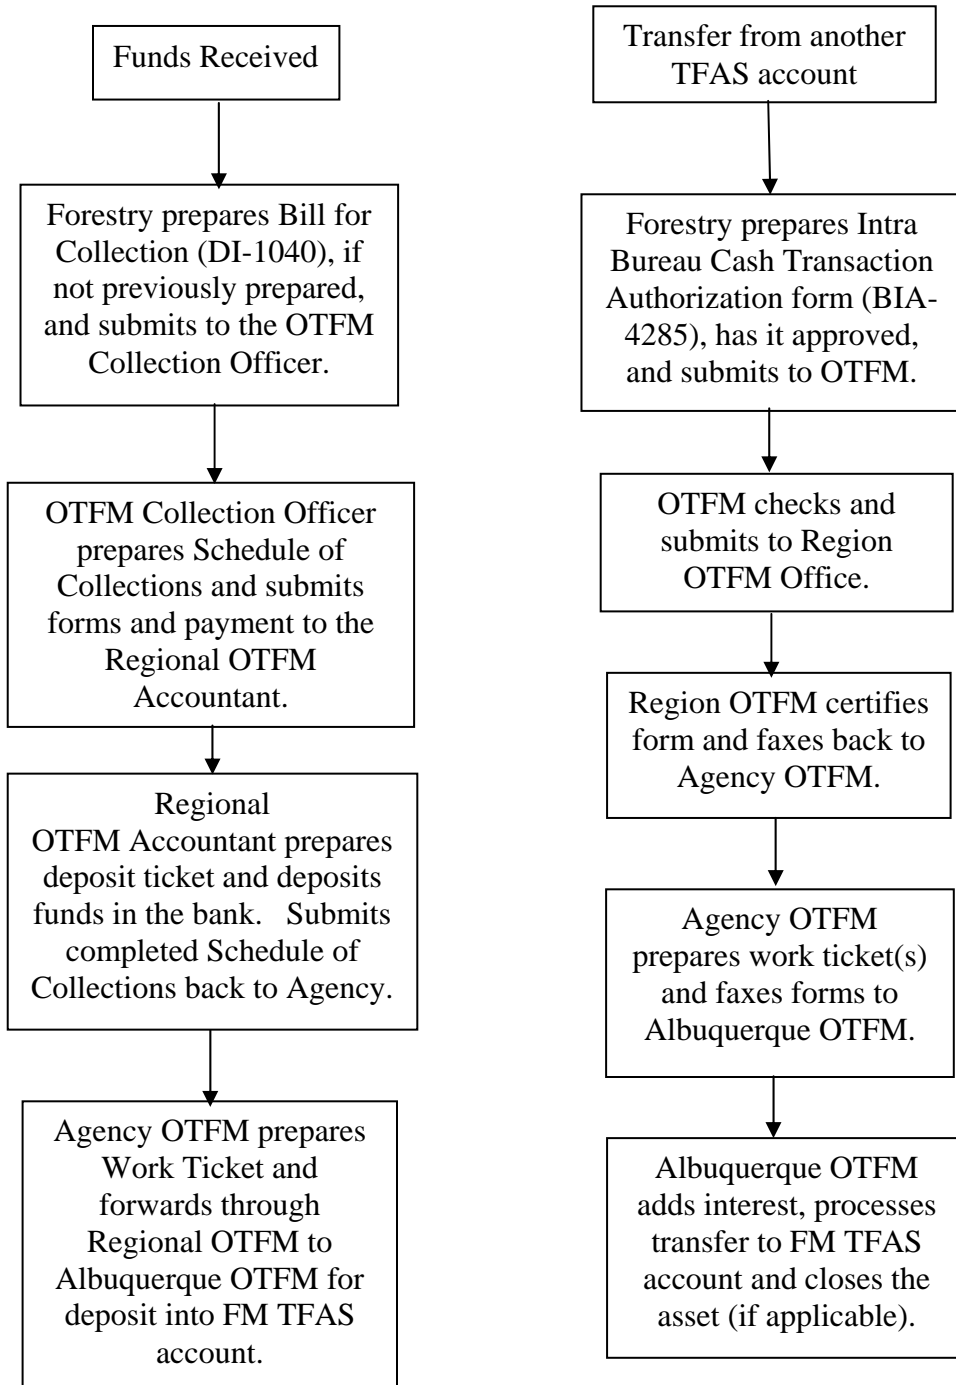 Funds Received
Forestry prepares Bill for
Collection (DI-1040), if
not previously prepared,
and submits to the OTFM
Collection Officer.
OTFM Collection Officer
prepares Schedule of
Collections and submits
forms and payment to the
Regional OTFM
Accountant.
Regional
OTFM Accountant prepares
deposit ticket and deposits
funds in the bank.   Submits
completed Schedule of
Collections back to Agency.
Agency OTFM prepares
Work Ticket and
forwards through
Regional OTFM to
Albuquerque OTFM for
deposit into FM TFAS
account.
Transfer from another
TFAS account
Forestry prepares Intra
Bureau Cash Transaction
Authorization form (BIA-
4285), has it approved,
and submits to OTFM.
OTFM checks and
submits to Region
OTFM Office.
Region OTFM certifies
form and faxes back to
Agency OTFM.
Agency OTFM
prepares work ticket(s)
and faxes forms to
Albuquerque OTFM.
Albuquerque OTFM
adds interest, processes
transfer to FM TFAS
account and closes the
asset (if applicable).